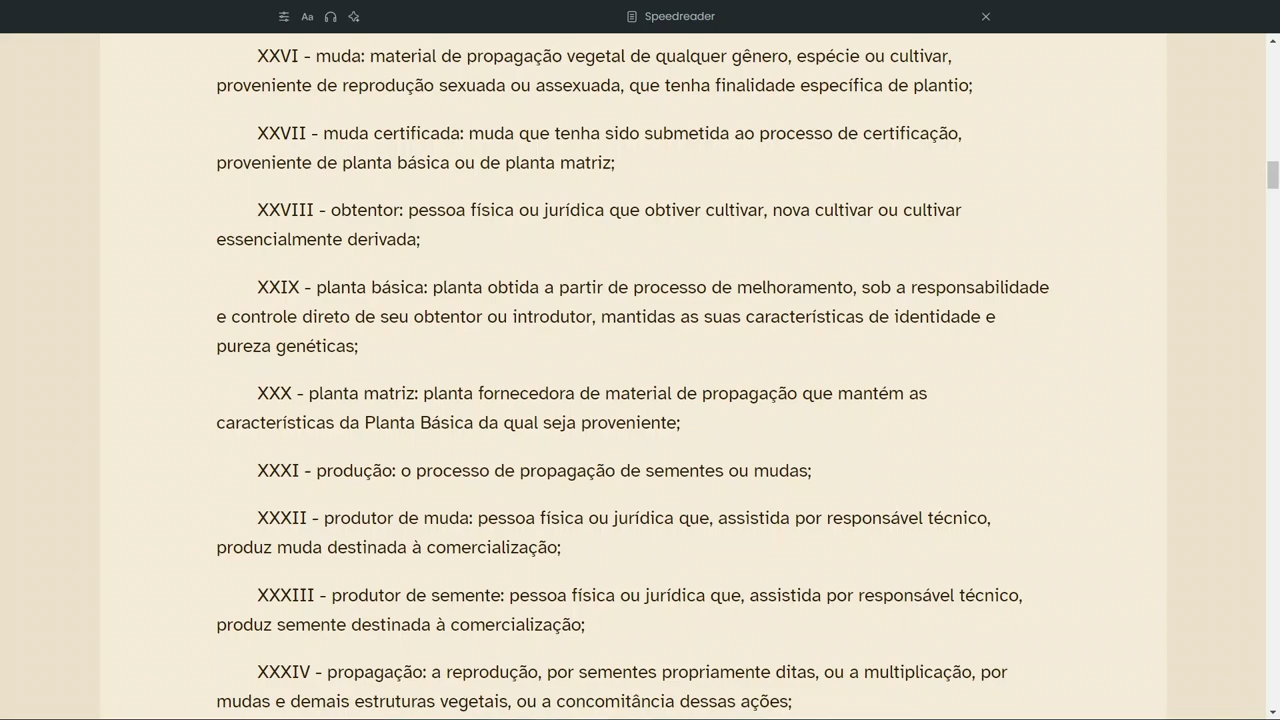 Aa
Speedreader
XXVI - muda: material de propagação vegetal de qualquer gênero, espécie ou cultivar,
proveniente de reprodução sexuada ou assexuada, que tenha finalidade específica de plantio;
XXVII - muda certificada: muda que tenha sido submetida ao processo de certificação,
proveniente de planta básica ou de planta matriz;
XXVIII - obtentor: pessoa física ou jurídica que obtiver cultivar, nova cultivar ou cultivar
essencialmente derivada;
XXIX - planta básica: planta obtida a partir de processo de melhoramento, sob a responsabilidade
e controle direto de seu obtentor ou introdutor, mantidas as suas características de identidade e
pureza genéticas;
XXX - planta matriz: planta fornecedora de material de propagação que mantém as
características da Planta Básica da qual seja proveniente;
XXXI - produção: o processo de propagação de sementes ou mudas;
XXXII - produtor de muda: pessoa física ou jurídica que, assistida por responsável técnico,
produz muda destinada à comercialização;
XXXIII - produtor de semente: pessoa física ou jurídica que, assistida por responsável técnico,
produz semente destinada à comercialização;
XXXIV - propagação: a reprodução, por sementes propriamente ditas, ou a multiplicação, por
mudas e demais estruturas vegetais, ou a concomitância dessas ações;